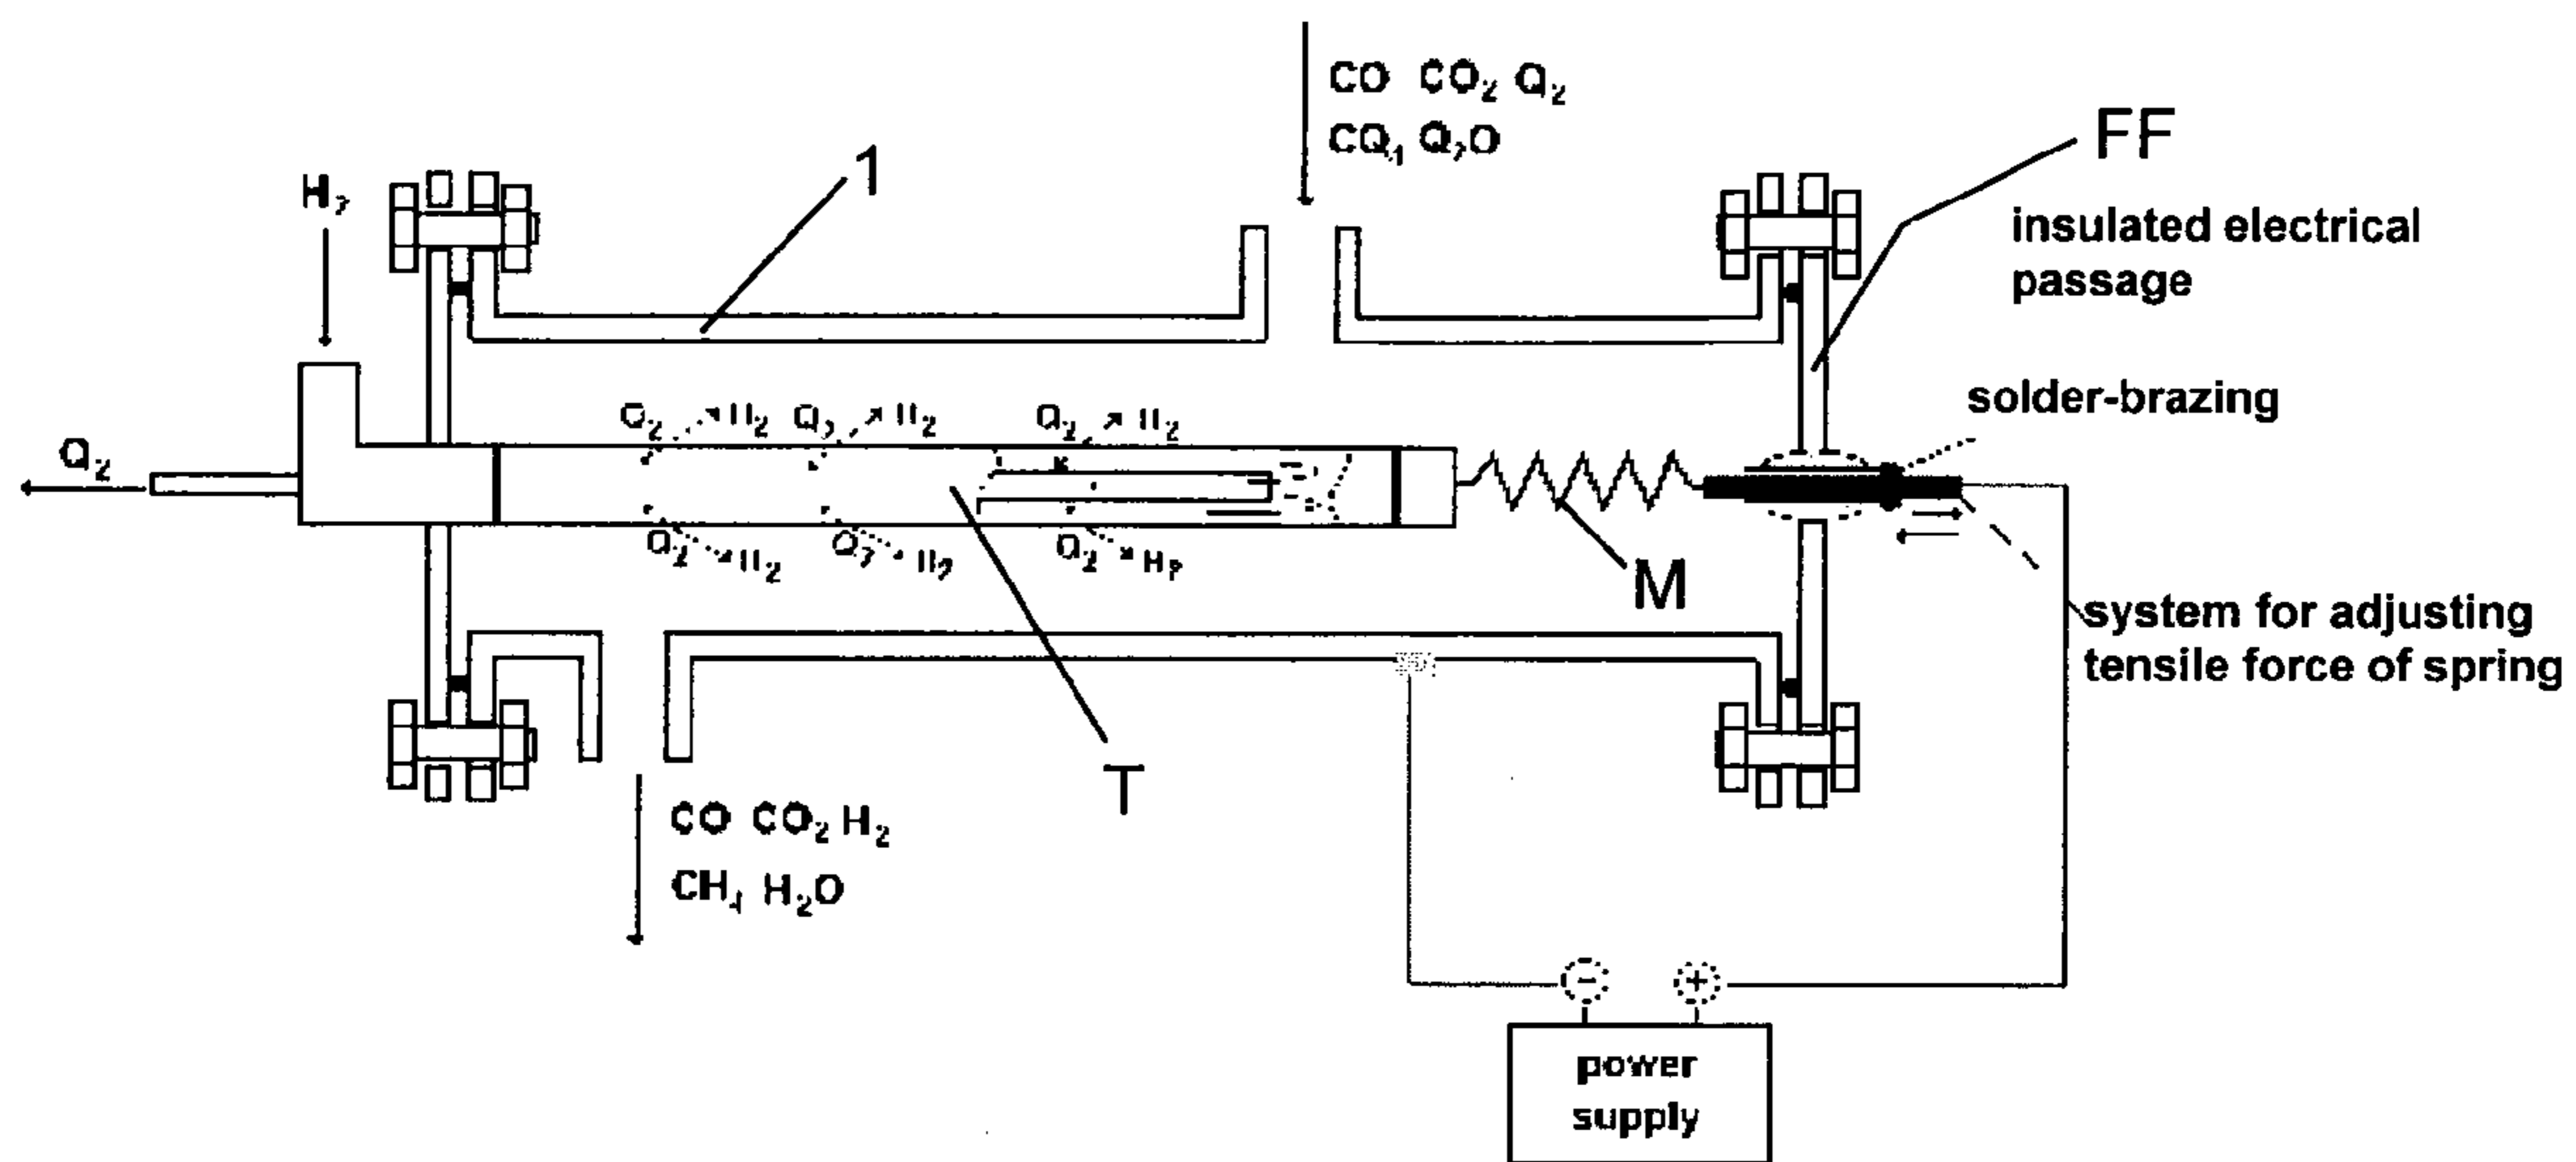 CO CO₂ Q₂
CQ₄ Q₂O
FF
1
H₂
insulated electrical
passage
solder-brazing
Q₂ H₂ Q₂ H₂ Q₂ H₂
Q₂
Q₂ H₂ Q₂ H₂ Q₂ H₂
M
system for adjusting
tensile force of spring
T
CO CO₂ H₂
CH₄ H₂O
- +
power
supply